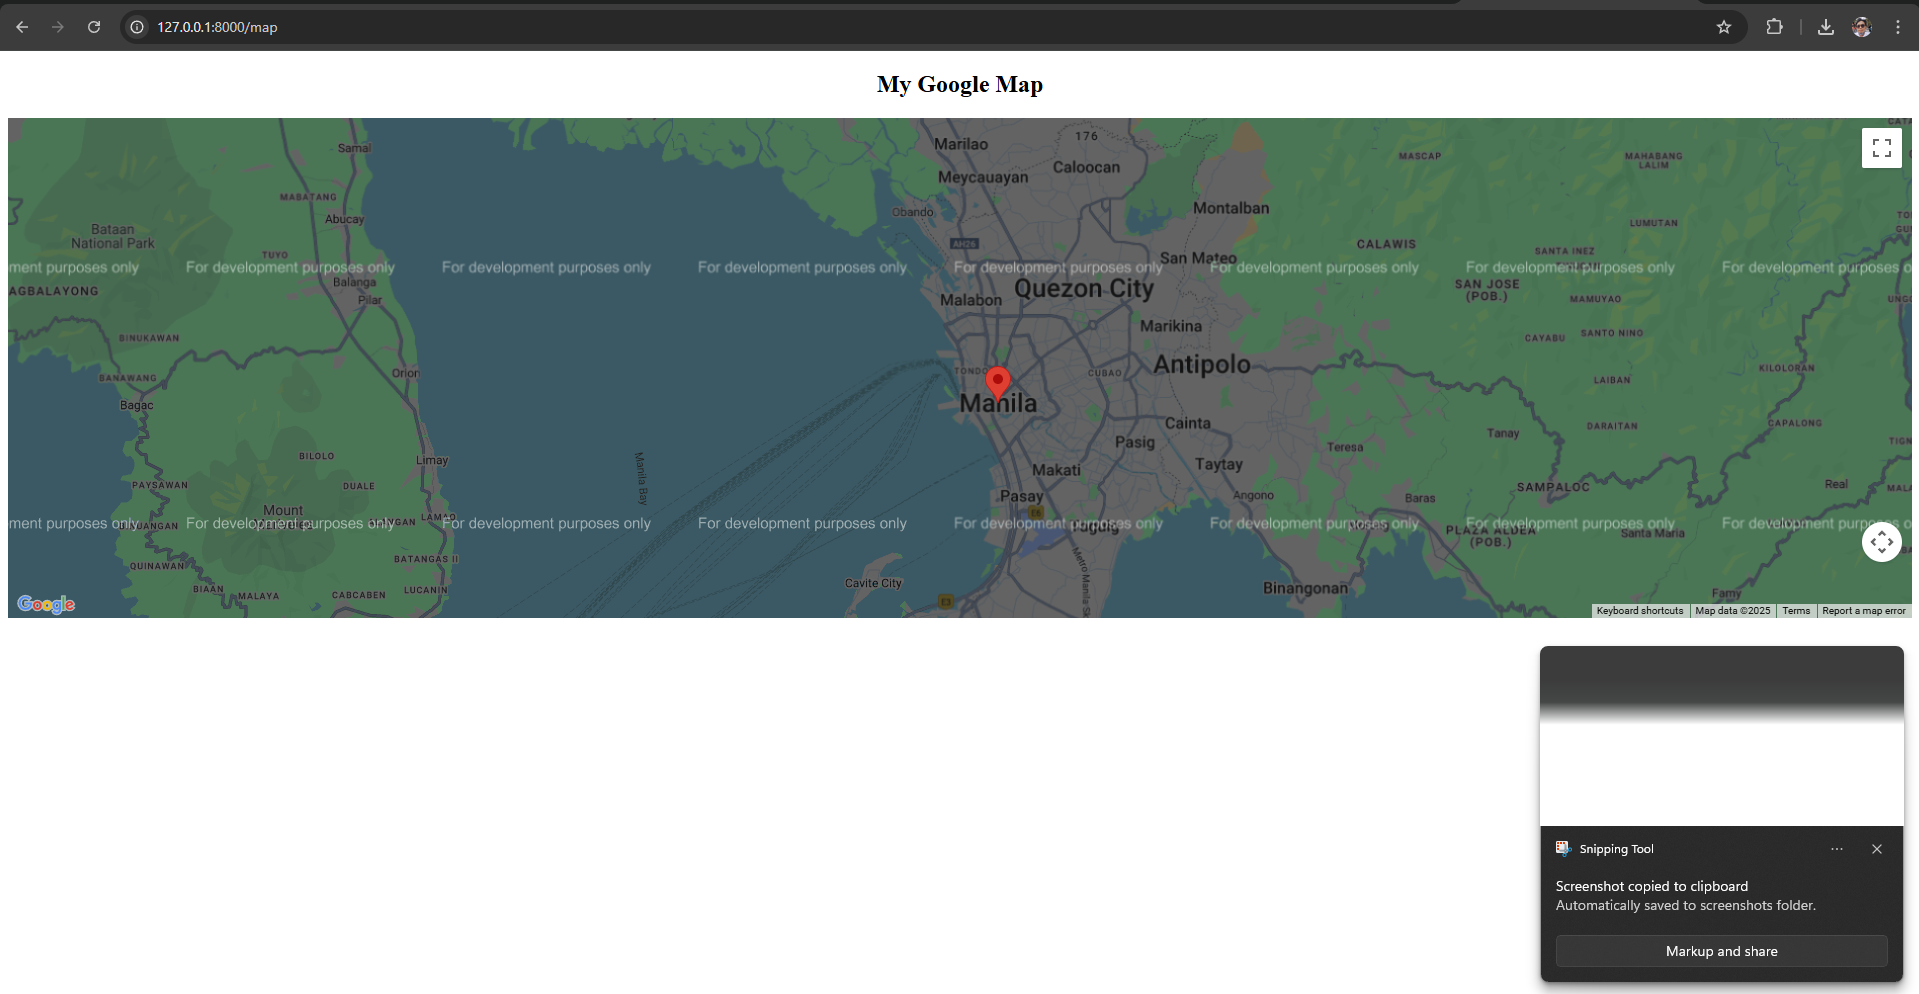 127.0.0.1:8000/map
My Google Map
176
Marilao
Samal
Caloocan
MASCAP
MAHABANG
LALIM
Meycauayan
MABATANG
Abucay
Obando
Montalban
LUMUTAN
Bataan
National Park
AH26
CALAWIS
TUYO
San Mateo
SANTA INEZ
ment purposes only
For development purposes only
For development purposes only
For development purposes only
For development purposes only
For development purposes only
For development purposes only
For development purposes o
AGBALAYONG
Balanga
Pilar
Malabon
Quezon City
SAN JOSE
(POB.)
MAMUYAO
BINUKAWAN
Marikina
CAYABU
SANTO NINO
BANAWANG
Orion
TONDO
CUBAO
Antipolo
LAIBAN
KILOLORAN
Bagac
Manila
Cainta
DARAITAN
CAPALONG
Pasig
Tanay
Teresa
BILOLO
Limay
Manila Bay
Makati
Taytay
PAYSAWAN
DUALE
Pasay
Angono
Baras
SAMPALOC
Real
Mount
ment purposes only
For development purposes only
For development purposes only
For development purposes only
For development purposes only
For development purposes only
For development purposes only
For development purposes o
Taguig
PLAZA ALDEA
(POB.)
Santa Maria
QUINAWAN
BATANGAS II
BIAAN
MALAYA
CABCABEN
LUCANIN
Cavite City
Binangonan
Famy
E3
Google
Keyboard shortcuts
Map data ©2025
Terms
Report a map error
Snipping Tool
Screenshot copied to clipboard
Automatically saved to screenshots folder.
Markup and share